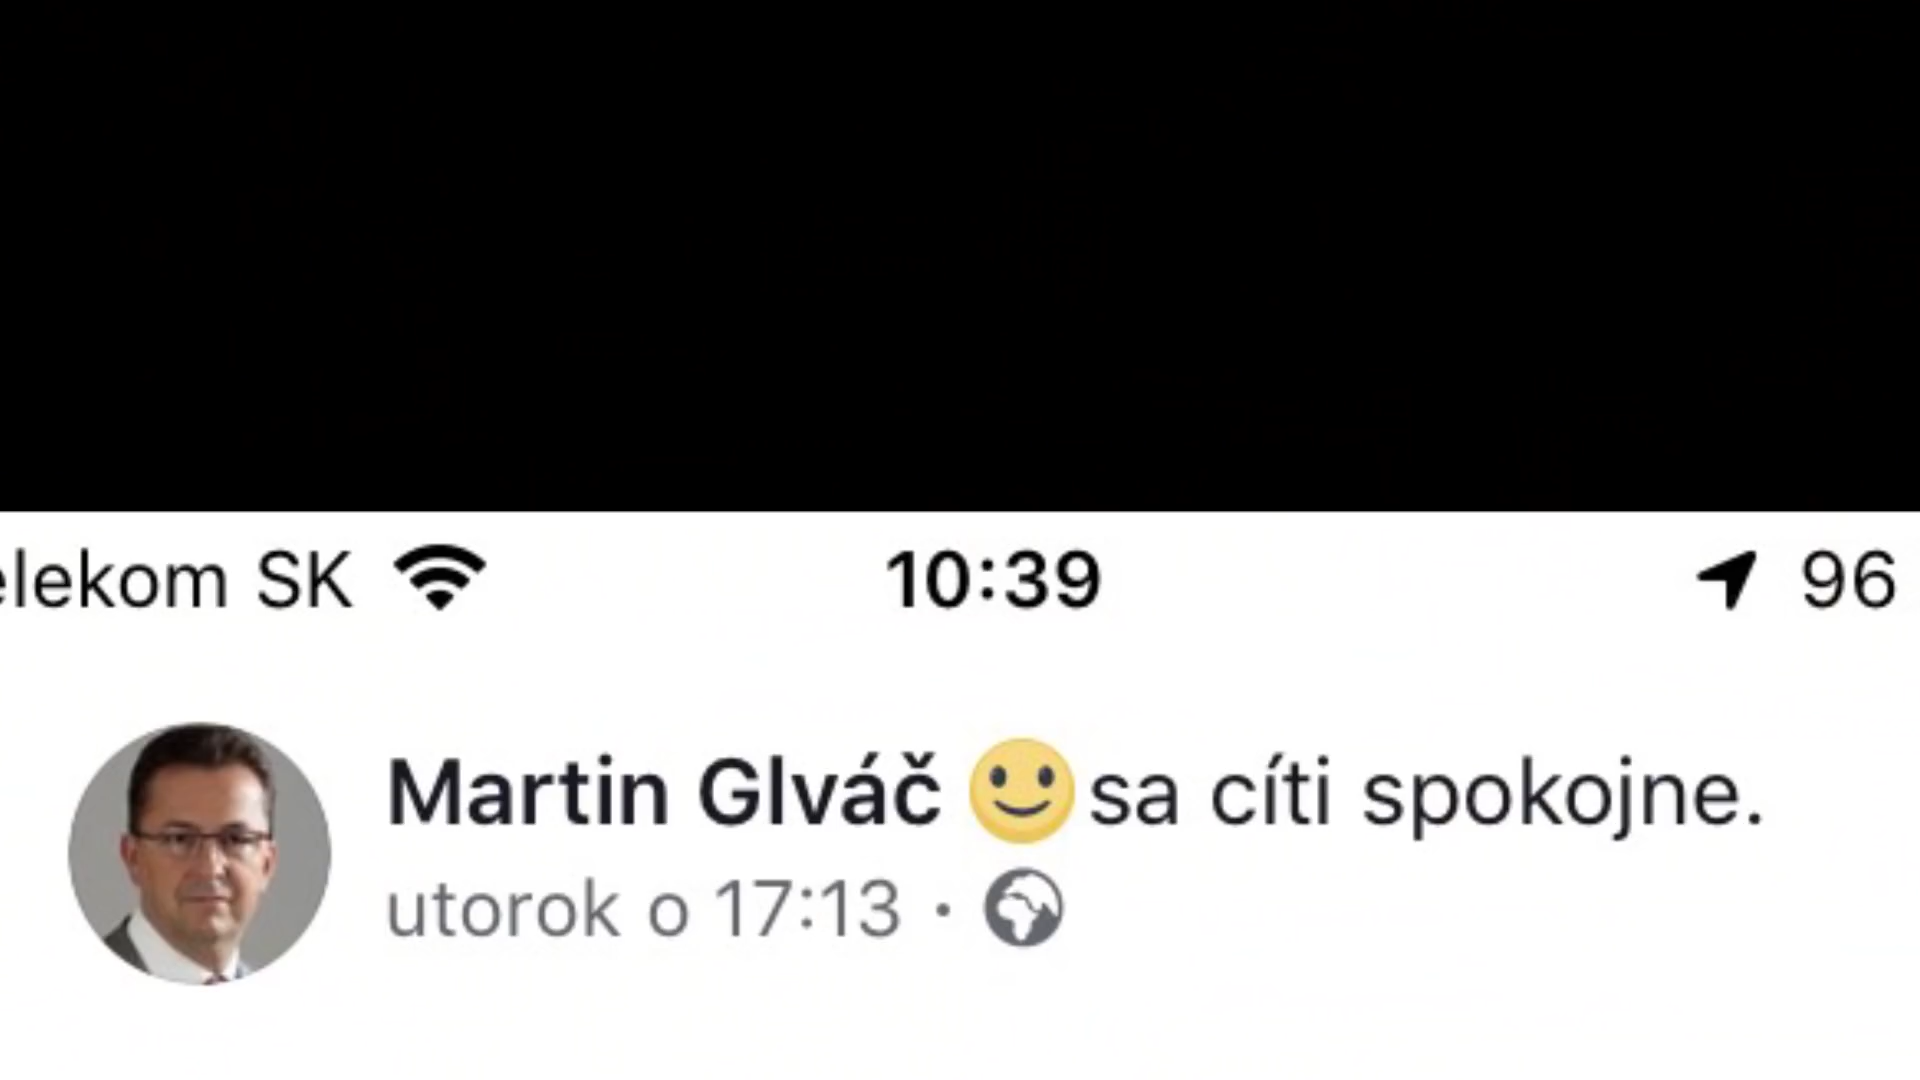 elekom SK 10:39 96
Martin Glváč 🙂 sa cíti spokojne.
utorok o 17:13 ·